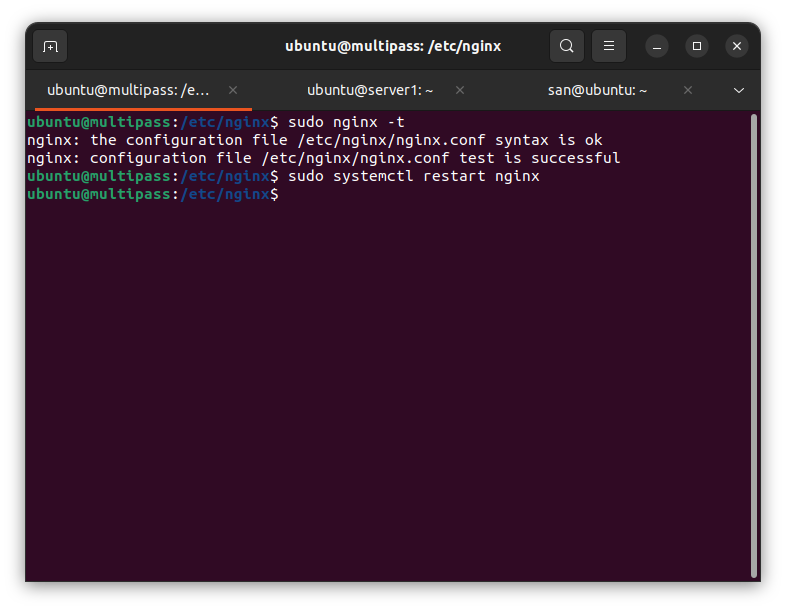 ubuntu@multipass: /etc/nginx
ubuntu@multipass: /e… ubuntu@server1: ~ san@ubuntu: ~
ubuntu@multipass:/etc/nginx$ sudo nginx -t
nginx: the configuration file /etc/nginx/nginx.conf syntax is ok
nginx: configuration file /etc/nginx/nginx.conf test is successful
ubuntu@multipass:/etc/nginx$ sudo systemctl restart nginx
ubuntu@multipass:/etc/nginx$